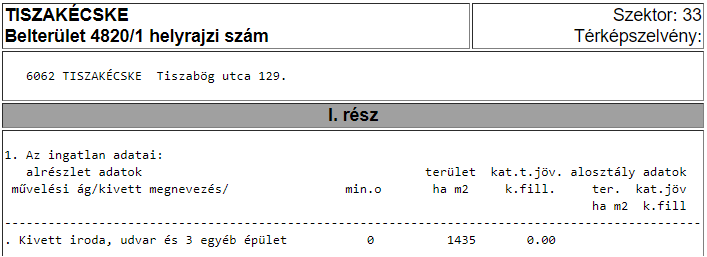 TISZAKÉCSKE Szektor: 33
Belterület 4820/1 helyrajzi szám Térképszelvény:
6062 TISZAKÉCSKE Tiszabög utca 129.
I. rész
1. Az ingatlan adatai:
alrészlet adatok terület kat.t.jöv. alosztály adatok
művelési ág/kivett megnevezés/ min.o ha m2 k.fill. ter. kat.jöv
ha m2 k.fill
. Kivett iroda, udvar és 3 egyéb épület 0 1435 0.00